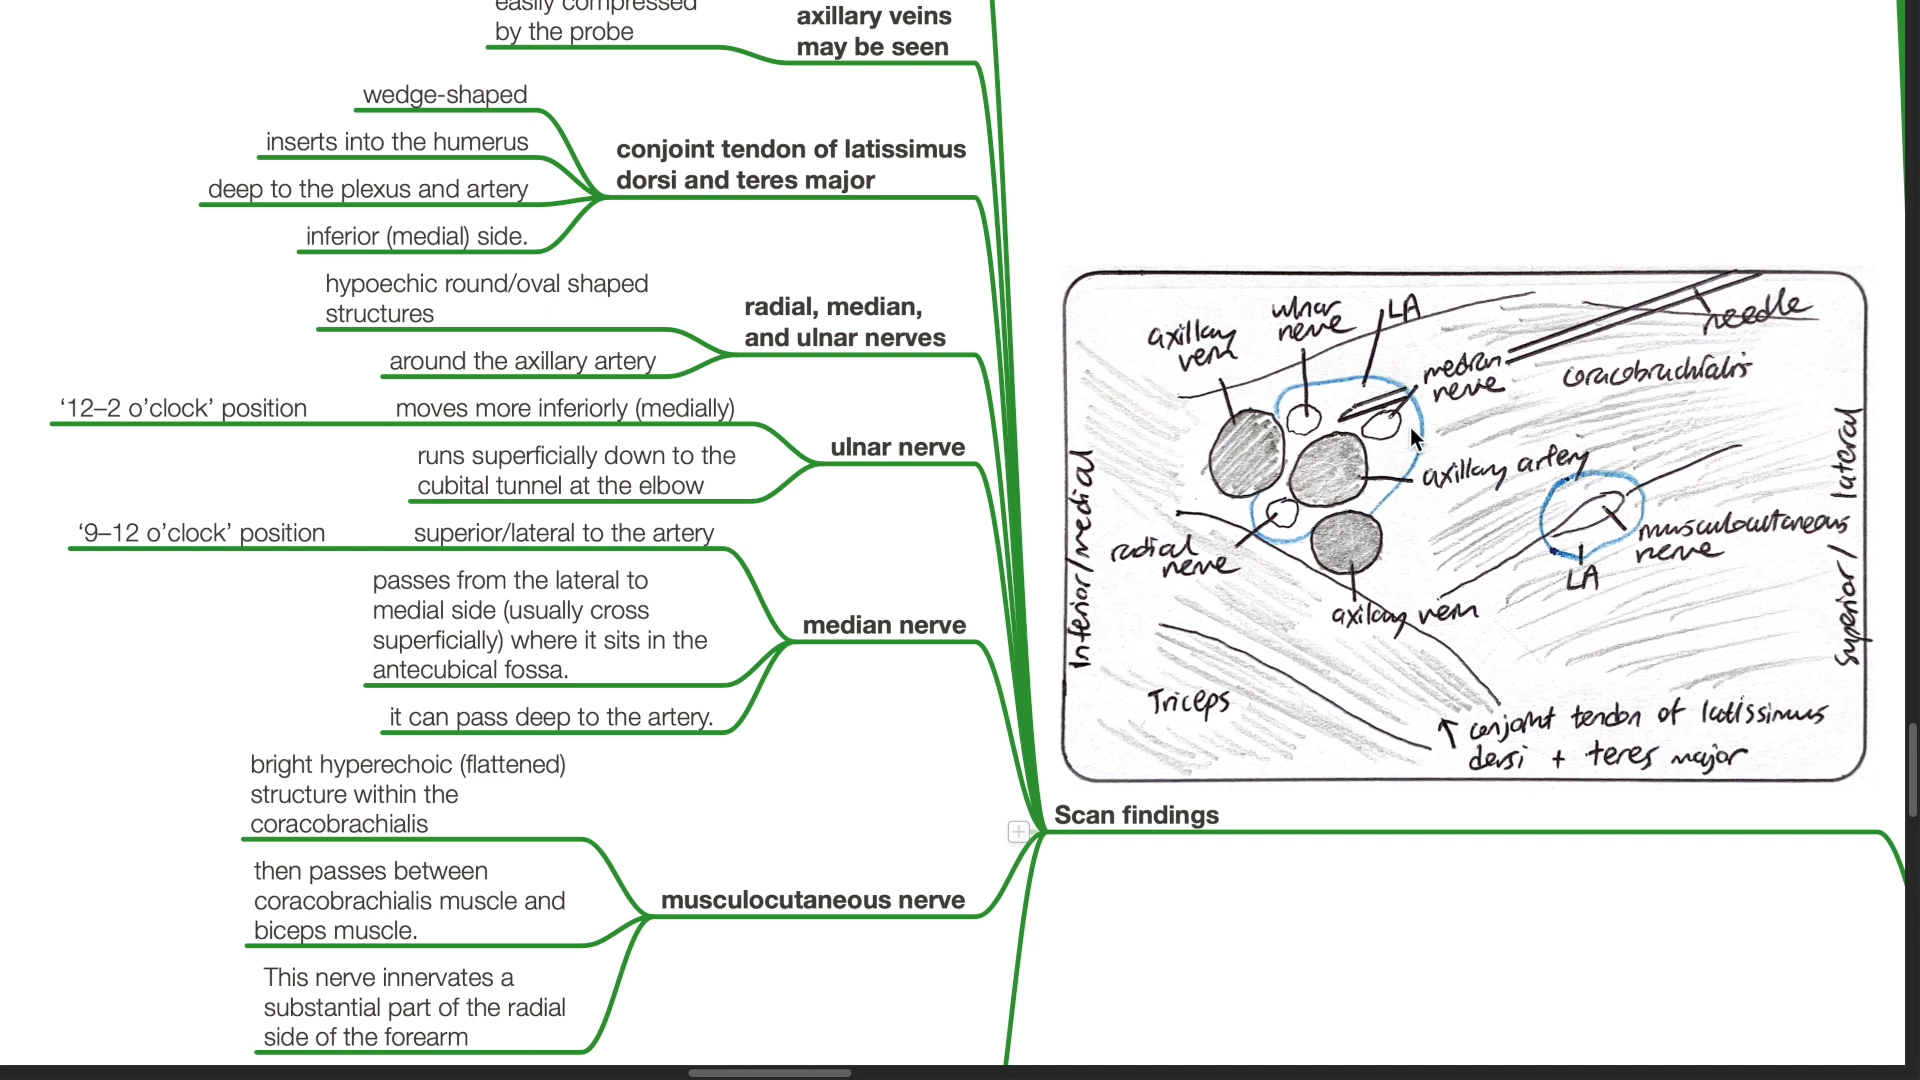 easily compressed
by the probe
axillary veins
may be seen
wedge-shaped
inserts into the humerus
deep to the plexus and artery
inferior (medial) side.
conjoint tendon of latissimus
dorsi and teres major
hypoechic round/oval shaped
structures
around the axillary artery
radial, median,
and ulnar nerves
'12–2 o'clock' position
moves more inferiorly (medially)
runs superficially down to the
cubital tunnel at the elbow
ulnar nerve
'9–12 o'clock' position
superior/lateral to the artery
passes from the lateral to
medial side (usually cross
superficially) where it sits in the
antecubical fossa.
it can pass deep to the artery.
median nerve
bright hyperechoic (flattened)
structure within the
coracobrachialis
then passes between
coracobrachialis muscle and
biceps muscle.
This nerve innervates a
substantial part of the radial
side of the forearm
musculocutaneous nerve
Scan findings
axillary
vein
ulnar
nerve
LA
needle
median
nerve
coracobrachialis
axillary artery
musculocutaneous
nerve
LA
radial
nerve
axillary vein
Inferior/medial
Superior/lateral
Triceps
conjoint tendon of latissimus
dorsi + teres major